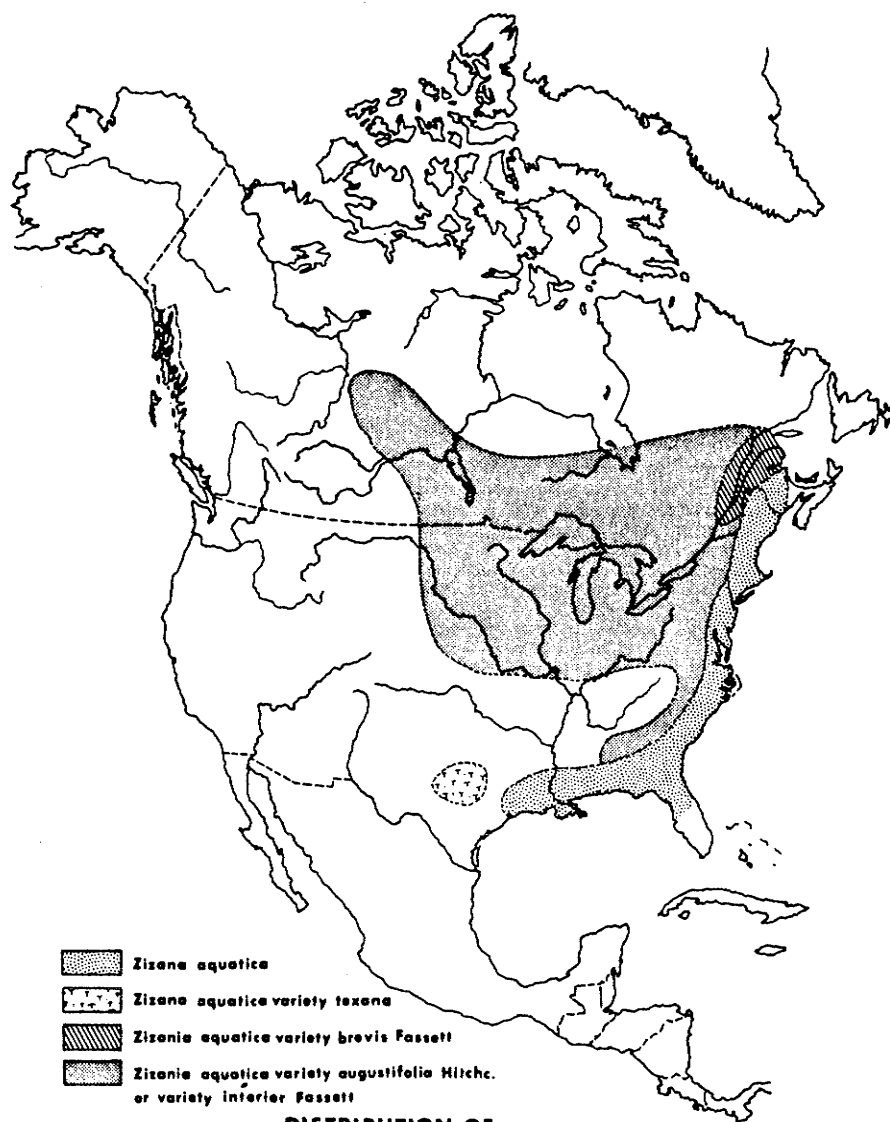 Zizana aquatica
Zizana aquatica variety texana
Zizania aquatica variety brevis Fassett
Zizania aquatica variety augustifolia Hitchc.
or variety interior Fassett
DISTRIBUTION OF